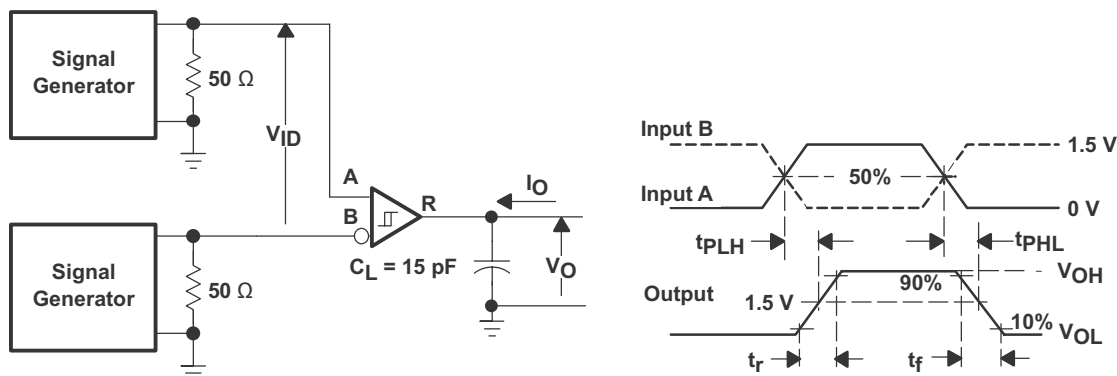 Signal
Generator
50 Ω
VID
A
B
R
IO
CL = 15 pF
VO
Signal
Generator
50 Ω
Input B
1.5 V
50%
Input A
0 V
tPLH
tPHL
Output
90%
VOH
1.5 V
10%
VOL
tr
tf